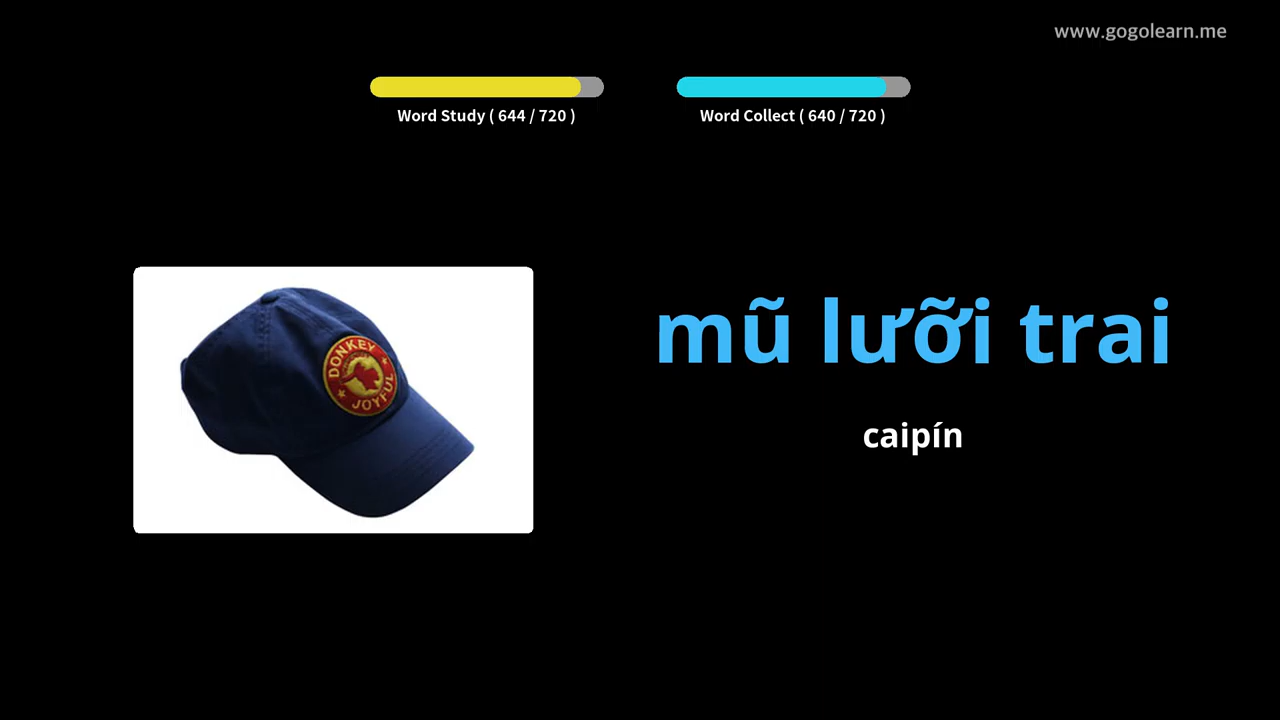 www.gogolearn.me
Word Study ( 644 / 720 )
Word Collect ( 640 / 720 )
DONKEY
JOYFUL
mũ lưỡi trai
caipín